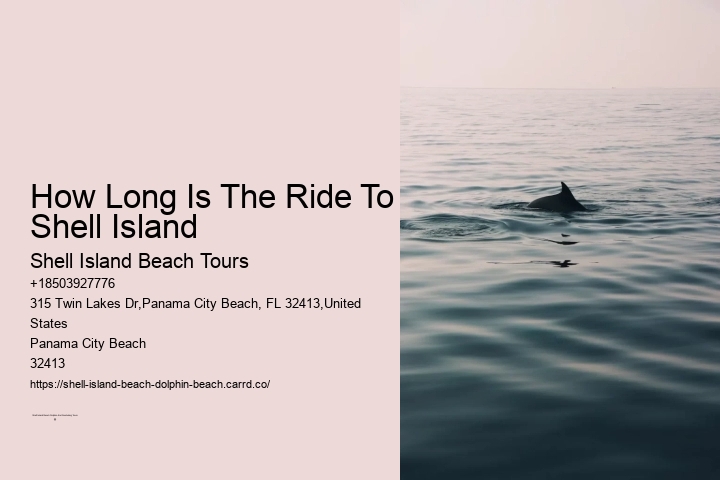 How Long Is The Ride To
Shell Island
Shell Island Beach Tours
+18503927776
315 Twin Lakes Dr,Panama City Beach, FL 32413,United
States
Panama City Beach
32413
https://shell-island-beach-dolphin-beach.carrd.co/